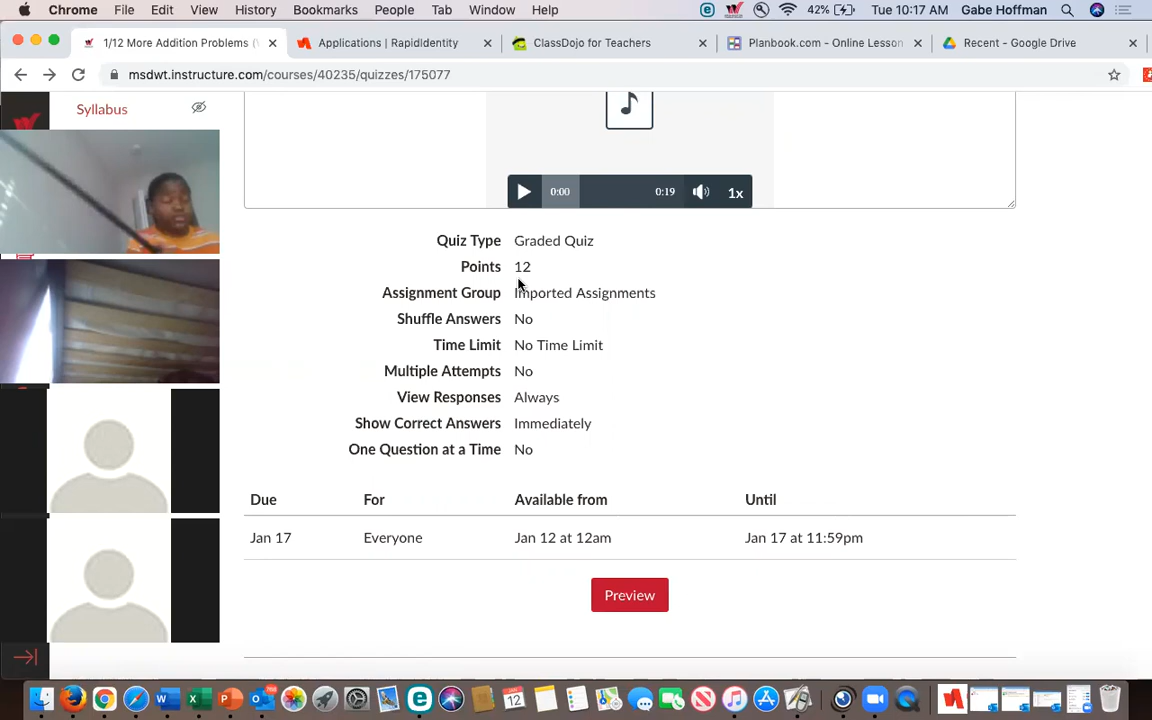 Chrome File Edit View History Bookmarks People Tab Window Help 42% Tue 10:17 AM Gabe Hoffman
1/12 More Addition Problems ( Applications | RapidIdentity ClassDojo for Teachers Planbook.com - Online Lesson Recent - Google Drive
msdwt.instructure.com/courses/40235/quizzes/175077
Syllabus
0:00 0:19 1x
Quiz Type Graded Quiz
Points 12
Assignment Group Imported Assignments
Shuffle Answers No
Time Limit No Time Limit
Multiple Attempts No
View Responses Always
Show Correct Answers Immediately
One Question at a Time No
Due For Available from Until
Jan 17 Everyone Jan 12 at 12am Jan 17 at 11:59pm
Preview